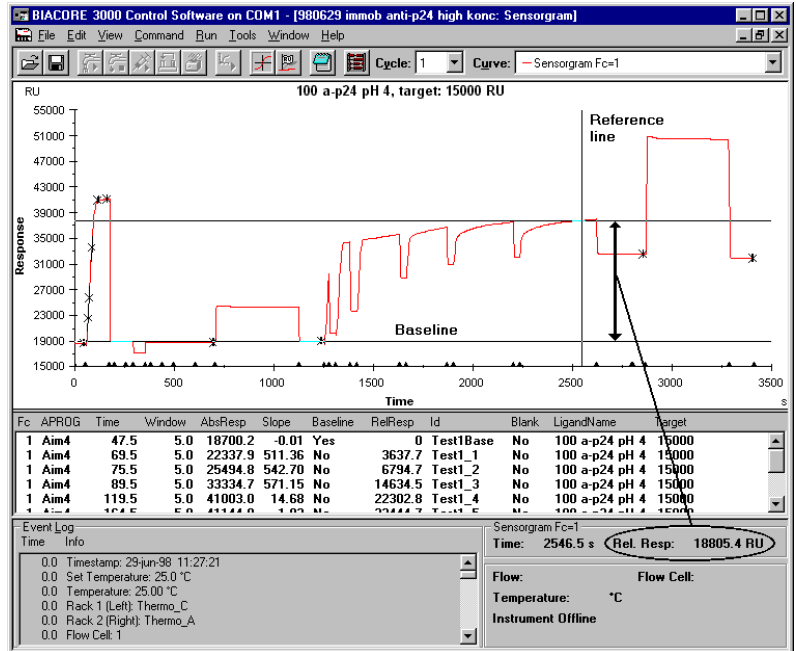 BIACORE 3000 Control Software on COM1 - [980629 immob anti-p24 high konc: Sensorgram]
File Edit View Command Run Tools Window Help
Cycle: 1 Curve: Sensorgram Fc=1
RU 100 a-p24 pH 4, target: 15000 RU
55000
51000
47000
43000
39000
35000
31000
27000
23000
19000
15000
Response
Reference
line
Baseline
0 500 1000 1500 2000 2500 3000 3500
Time s
Fc APROG Time Window AbsResp Slope Baseline RelResp Id Blank LigandName Target
1 Aim4 47.5 5.0 18700.2 -0.01 Yes 0 Test1Base No 100 a-p24 pH 4 15000
1 Aim4 69.5 5.0 22337.9 511.36 No 3637.7 Test1_1 No 100 a-p24 pH 4 15000
1 Aim4 75.5 5.0 25494.8 542.70 No 6794.7 Test1_2 No 100 a-p24 pH 4 15000
1 Aim4 89.5 5.0 33334.7 571.15 No 14634.5 Test1_3 No 100 a-p24 pH 4 15000
1 Aim4 119.5 5.0 41003.0 14.68 No 22302.8 Test1_4 No 100 a-p24 pH 4 15000
Event Log
Time Info
0.0 Timestamp: 29-jun-98 11:27:21
0.0 Set Temperature: 25.0 °C
0.0 Temperature: 25.00 °C
0.0 Rack 1 (Left): Thermo_C
0.0 Rack 2 (Right): Thermo_A
0.0 Flow Cell: 1
Sensorgram Fc=1
Time: 2546.5 s Rel. Resp: 18805.4 RU
Flow: Flow Cell:
Temperature: °C
Instrument Offline